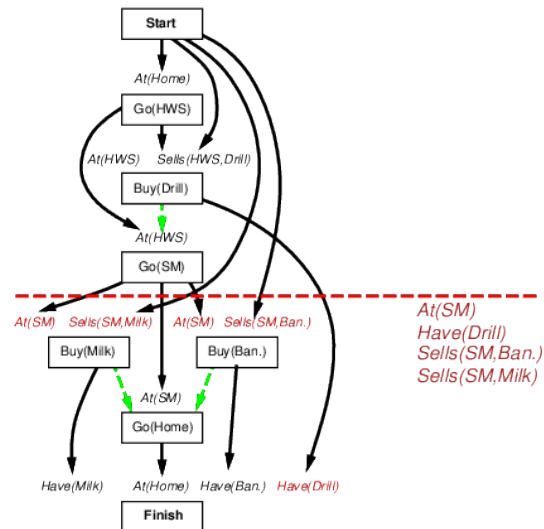 Start
At(Home)
Go(HWS)
At(HWS) Sells(HWS,Drill)
Buy(Drill)
At(HWS)
Go(SM)
At(SM) Sells(SM,Milk) At(SM) Sells(SM,Ban.)
At(SM)
Have(Drill)
Sells(SM,Ban.)
Sells(SM,Milk)
Buy(Milk) Buy(Ban.)
At(SM)
Go(Home)
Have(Milk) At(Home) Have(Ban.) Have(Drill)
Finish